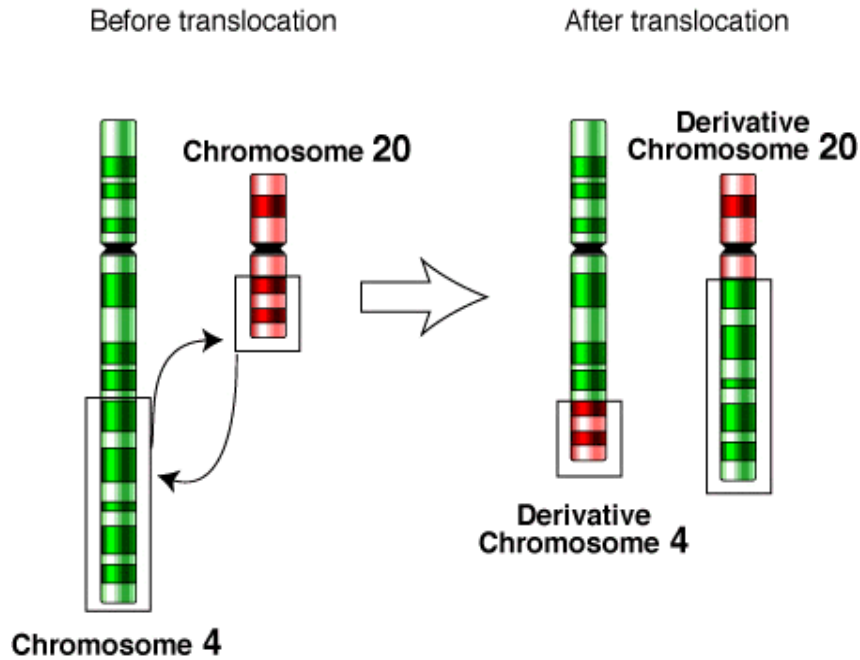 Before translocation
After translocation
Chromosome 20
Derivative
Chromosome 20
Derivative
Chromosome 4
Chromosome 4